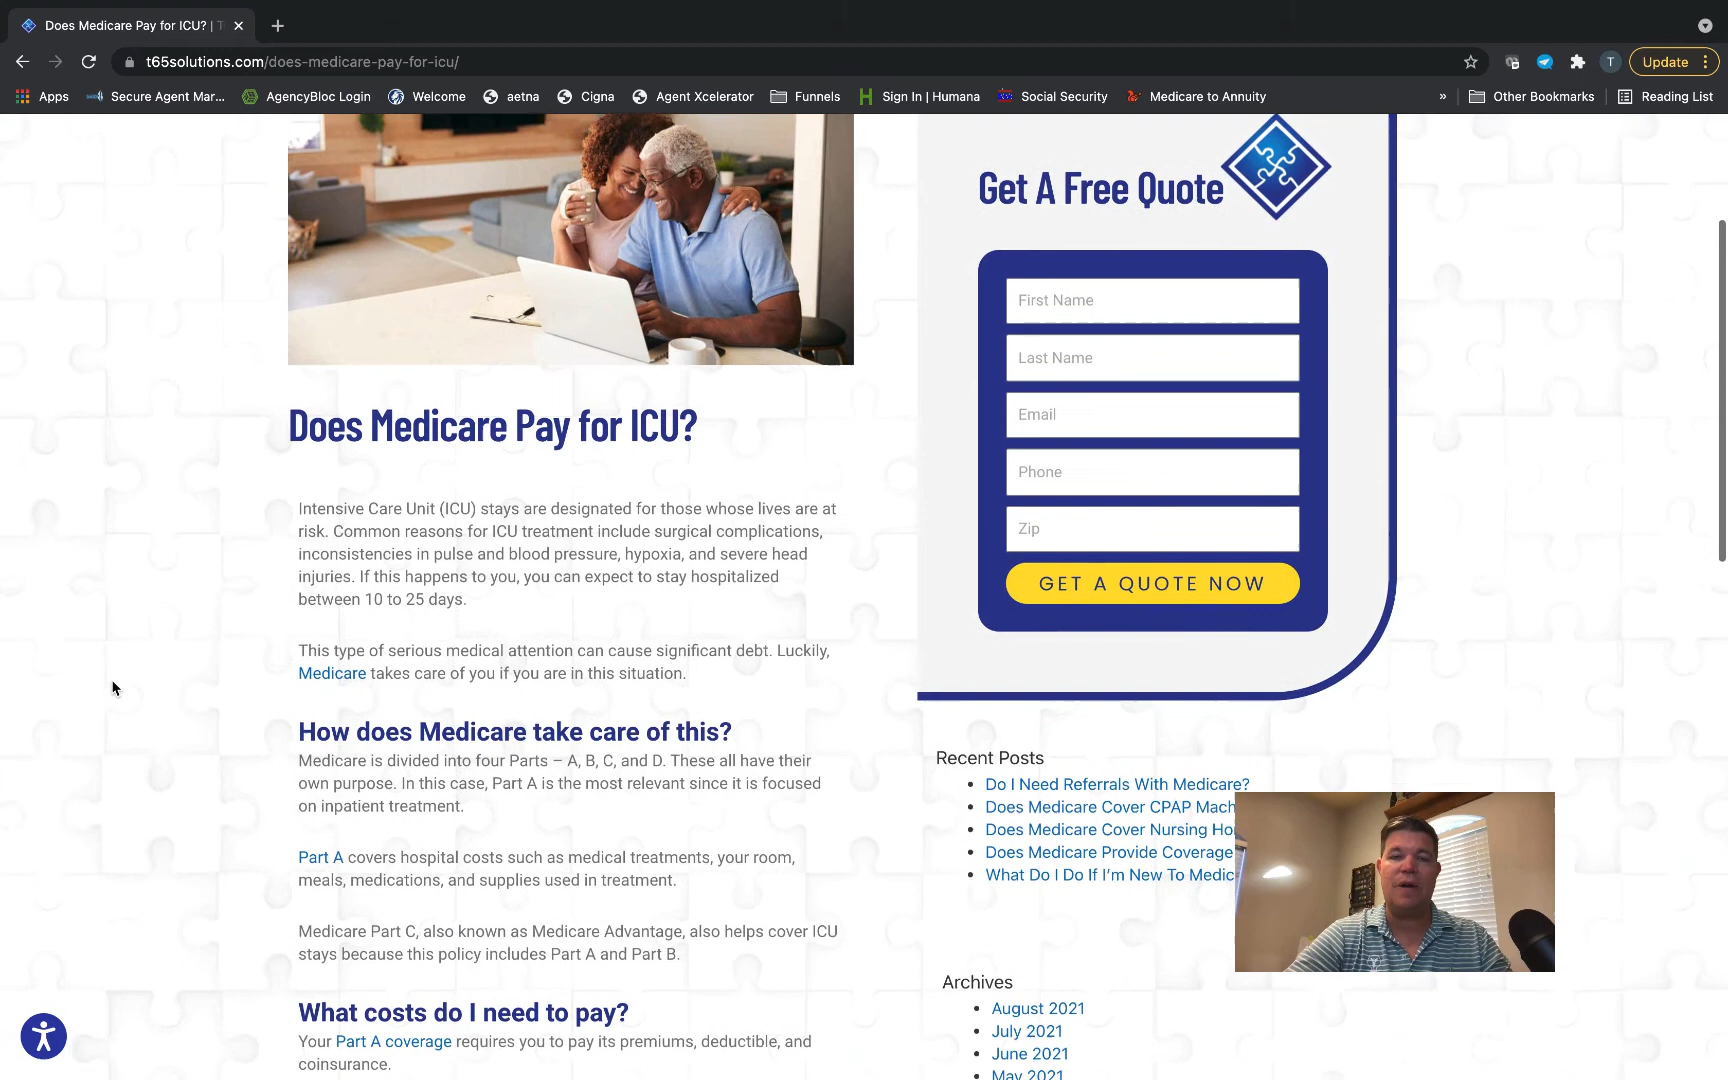 Does Medicare Pay for ICU? |
t65solutions.com/does-medicare-pay-for-icu/
T
Update
Apps
Secure Agent Mar...
AgencyBloc Login
Welcome
aetna
Cigna
Agent Xcelerator
Funnels
Sign In | Humana
Social Security
Medicare to Annuity
»
Other Bookmarks
Reading List
Get A Free Quote
First Name
Last Name
Email
Phone
Zip
GET A QUOTE NOW
Does Medicare Pay for ICU?
Intensive Care Unit (ICU) stays are designated for those whose lives are at
risk. Common reasons for ICU treatment include surgical complications,
inconsistencies in pulse and blood pressure, hypoxia, and severe head
injuries. If this happens to you, you can expect to stay hospitalized
between 10 to 25 days.
This type of serious medical attention can cause significant debt. Luckily,
Medicare takes care of you if you are in this situation.
How does Medicare take care of this?
Medicare is divided into four Parts – A, B, C, and D. These all have their
own purpose. In this case, Part A is the most relevant since it is focused
on inpatient treatment.
Part A covers hospital costs such as medical treatments, your room,
meals, medications, and supplies used in treatment.
Medicare Part C, also known as Medicare Advantage, also helps cover ICU
stays because this policy includes Part A and Part B.
What costs do I need to pay?
Your Part A coverage requires you to pay its premiums, deductible, and
coinsurance.
Recent Posts
Do I Need Referrals With Medicare?
Does Medicare Cover CPAP Mach
Does Medicare Cover Nursing Ho
Does Medicare Provide Coverage
What Do I Do If I'm New To Medic
Archives
August 2021
July 2021
June 2021
May 2021